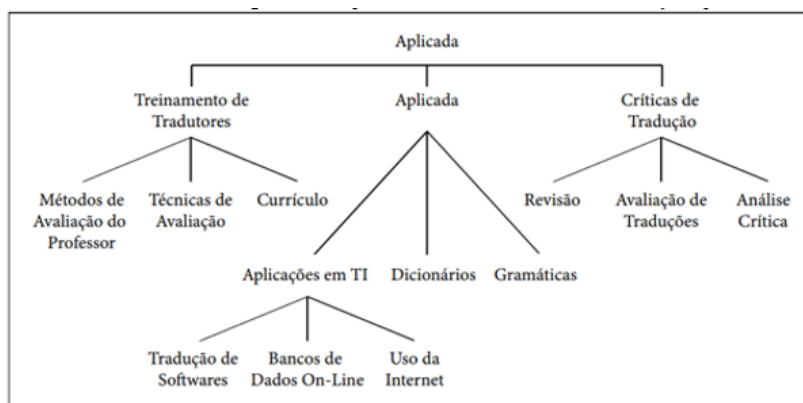 Aplicada
Treinamento de
Tradutores
Aplicada
Críticas de
Tradução
Métodos de
Avaliação do
Professor
Técnicas de
Avaliação
Currículo
Revisão
Avaliação de
Traduções
Análise
Crítica
Aplicações em TI
Dicionários
Gramáticas
Tradução de
Softwares
Bancos de
Dados On-Line
Uso da
Internet